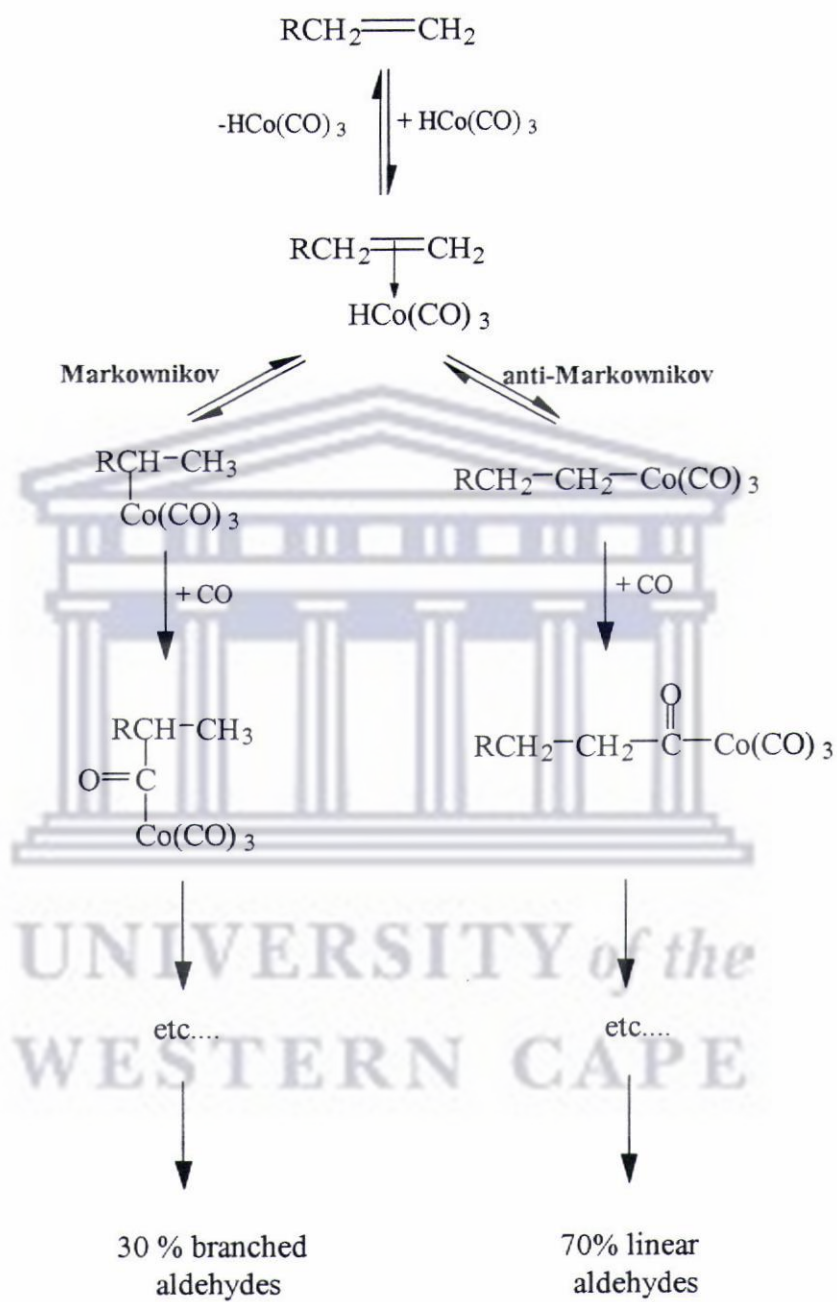 RCH₂=CH₂
-HCo(CO)₃ + HCo(CO)₃
RCH₂=CH₂
HCo(CO)₃
Markownikov anti-Markownikov
RCH-CH₃
Co(CO)₃
RCH₂-CH₂-Co(CO)₃
+ CO + CO
RCH-CH₃
O=C
Co(CO)₃
O
RCH₂-CH₂-C-Co(CO)₃
UNIVERSITY of the
etc.... etc....
WESTERN CAPE
30 % branched
aldehydes
70% linear
aldehydes